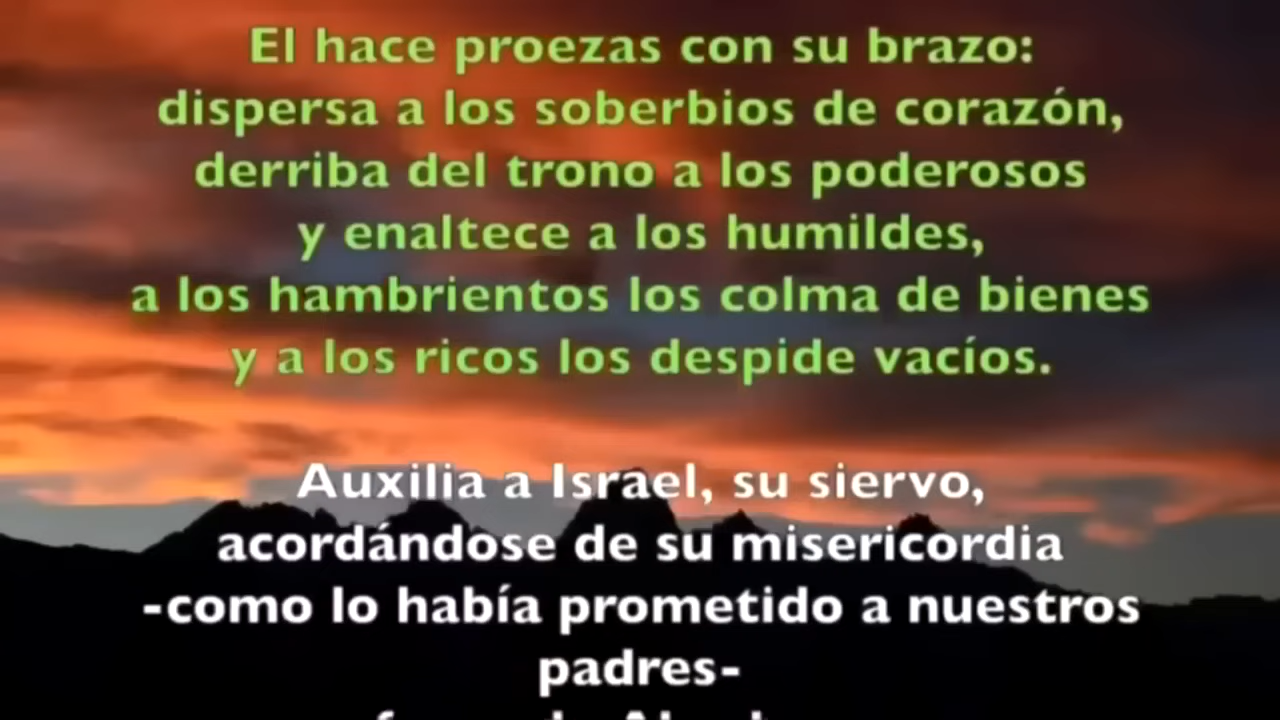 El hace proezas con su brazo:
dispersa a los soberbios de corazón,
derriba del trono a los poderosos
y enaltece a los humildes,
a los hambrientos los colma de bienes
y a los ricos los despide vacíos.
Auxilia a Israel, su siervo,
acordándose de su misericordia
-como lo había prometido a nuestros
padres-